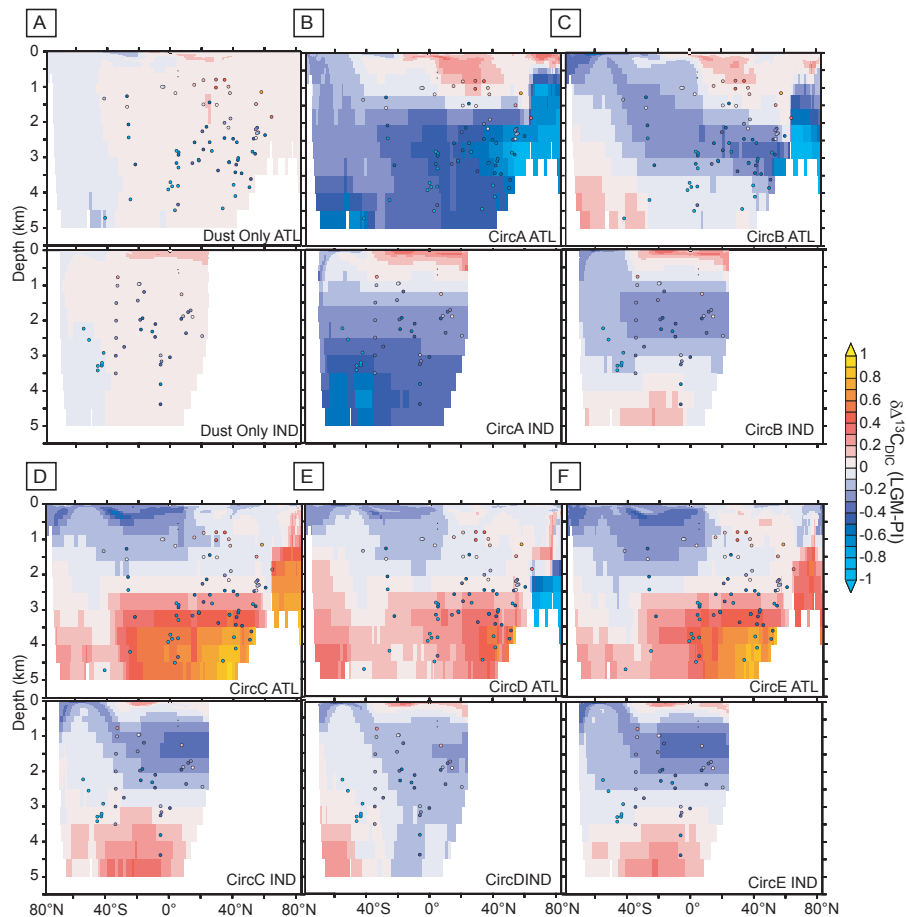 A
B
C
0
1
2
3
4
5
Depth (km)
Dust Only ATL
CircA ATL
CircB ATL
0
1
2
3
4
5
Dust Only IND
CircA IND
CircB IND
1
0.8
0.6
0.4
0.2
0
-0.2
-0.4
-0.6
-0.8
-1
δΔ¹³C_DIC (LGM-PI)
D
E
F
0
1
2
3
4
5
Depth (km)
CircC ATL
CircD ATL
CircE ATL
0
1
2
3
4
5
CircC IND
CircDIND
CircE IND
80°N 40°S 0° 40°N 80°N 40°S 0° 40°N 80°N 40°S 0° 40°N 80°N